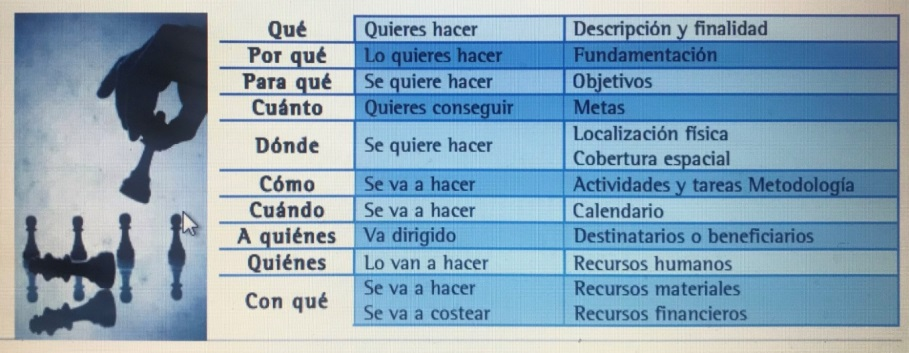 Qué Quieres hacer Descripción y finalidad
Por qué Lo quieres hacer Fundamentación
Para qué Se quiere hacer Objetivos
Cuánto Quieres conseguir Metas
Dónde Se quiere hacer Localización física
Cobertura espacial
Cómo Se va a hacer Actividades y tareas Metodología
Cuándo Se va a hacer Calendario
A quiénes Va dirigido Destinatarios o beneficiarios
Quiénes Lo van a hacer Recursos humanos
Con qué Se va a hacer Recursos materiales
Se va a costear Recursos financieros